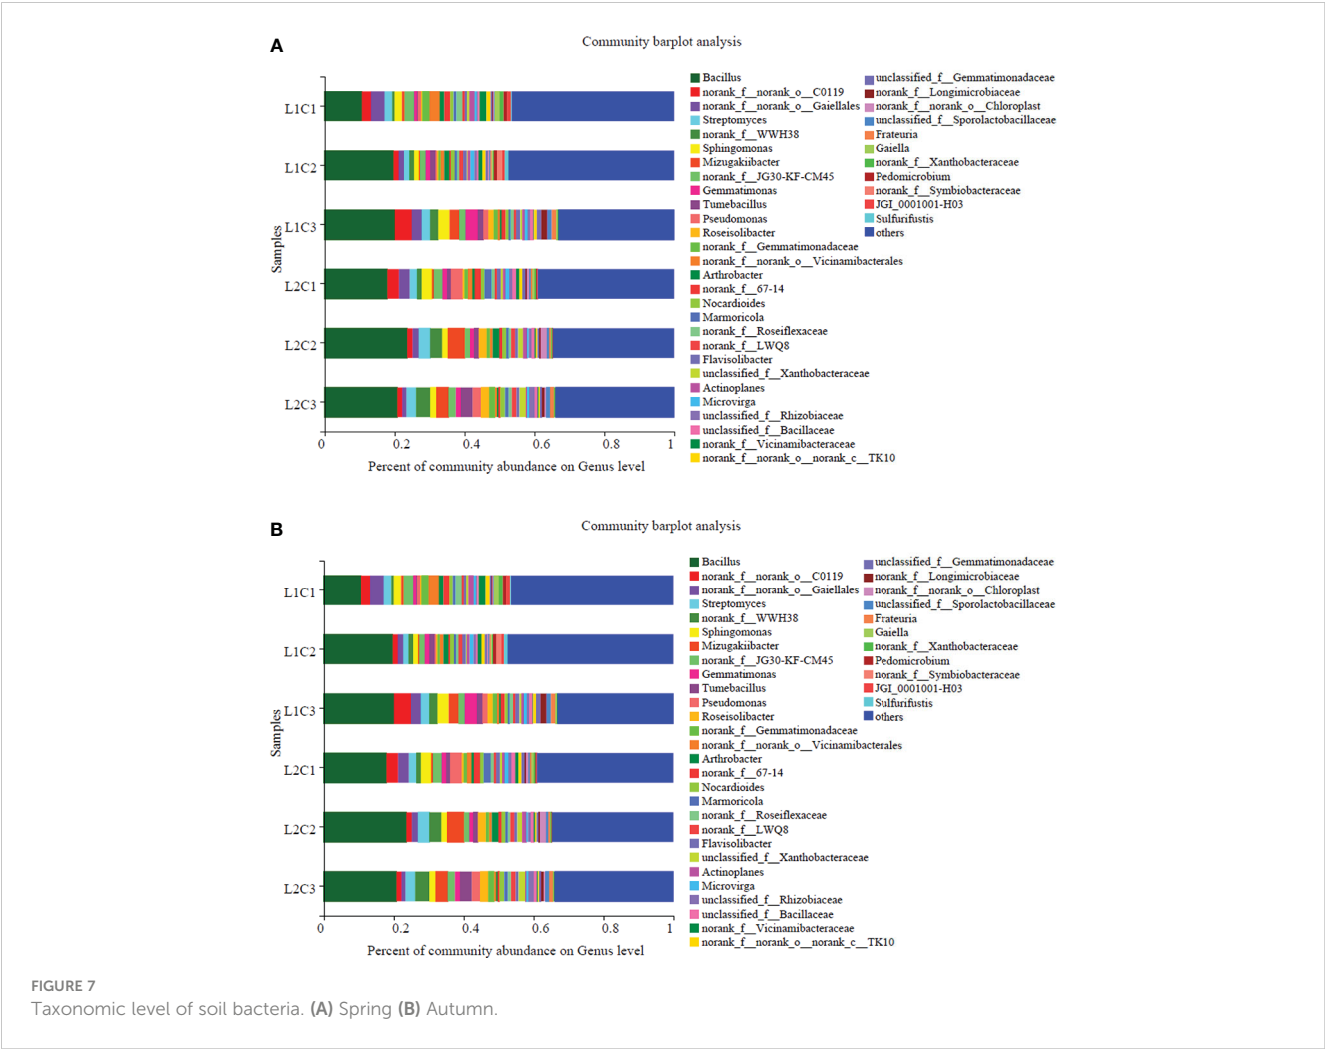 A
Community barplot analysis
Samples
L1C1
L1C2
L1C3
L2C1
L2C2
L2C3
0 0.2 0.4 0.6 0.8 1
Percent of community abundance on Genus level
Bacillus
norank_f__norank_o__C0119
norank_f__norank_o__Gaiellales
Streptomyces
norank_f__WWH38
Sphingomonas
Mizugakiibacter
norank_f__JG30-KF-CM45
Gemmatimonas
Tumebacillus
Pseudomonas
Roseisolibacter
norank_f__Gemmatimonadaceae
norank_f__norank_o__Vicinamibacterales
Arthrobacter
norank_f__67-14
Nocardioides
Marmoricola
norank_f__Roseiflexaceae
norank_f__LWQ8
Flavisolibacter
unclassified_f__Xanthobacteraceae
Actinoplanes
Microvirga
unclassified_f__Rhizobiaceae
unclassified_f__Bacillaceae
norank_f__Vicinamibacteraceae
norank_f__norank_o__norank_c__TK10
unclassified_f__Gemmatimonadaceae
norank_f__Longimicrobiaceae
norank_f__norank_o__Chloroplast
unclassified_f__Sporolactobacillaceae
Frateuria
Gaiella
norank_f__Xanthobacteraceae
Pedomicrobium
norank_f__Symbiobacteraceae
JGI_0001001-H03
Sulfurifustis
others
B
Community barplot analysis
Samples
L1C1
L1C2
L1C3
L2C1
L2C2
L2C3
0 0.2 0.4 0.6 0.8 1
Percent of community abundance on Genus level
Bacillus
norank_f__norank_o__C0119
norank_f__norank_o__Gaiellales
Streptomyces
norank_f__WWH38
Sphingomonas
Mizugakiibacter
norank_f__JG30-KF-CM45
Gemmatimonas
Tumebacillus
Pseudomonas
Roseisolibacter
norank_f__Gemmatimonadaceae
norank_f__norank_o__Vicinamibacterales
Arthrobacter
norank_f__67-14
Nocardioides
Marmoricola
norank_f__Roseiflexaceae
norank_f__LWQ8
Flavisolibacter
unclassified_f__Xanthobacteraceae
Actinoplanes
Microvirga
unclassified_f__Rhizobiaceae
unclassified_f__Bacillaceae
norank_f__Vicinamibacteraceae
norank_f__norank_o__norank_c__TK10
unclassified_f__Gemmatimonadaceae
norank_f__Longimicrobiaceae
norank_f__norank_o__Chloroplast
unclassified_f__Sporolactobacillaceae
Frateuria
Gaiella
norank_f__Xanthobacteraceae
Pedomicrobium
norank_f__Symbiobacteraceae
JGI_0001001-H03
Sulfurifustis
others
FIGURE 7
Taxonomic level of soil bacteria. (A) Spring (B) Autumn.